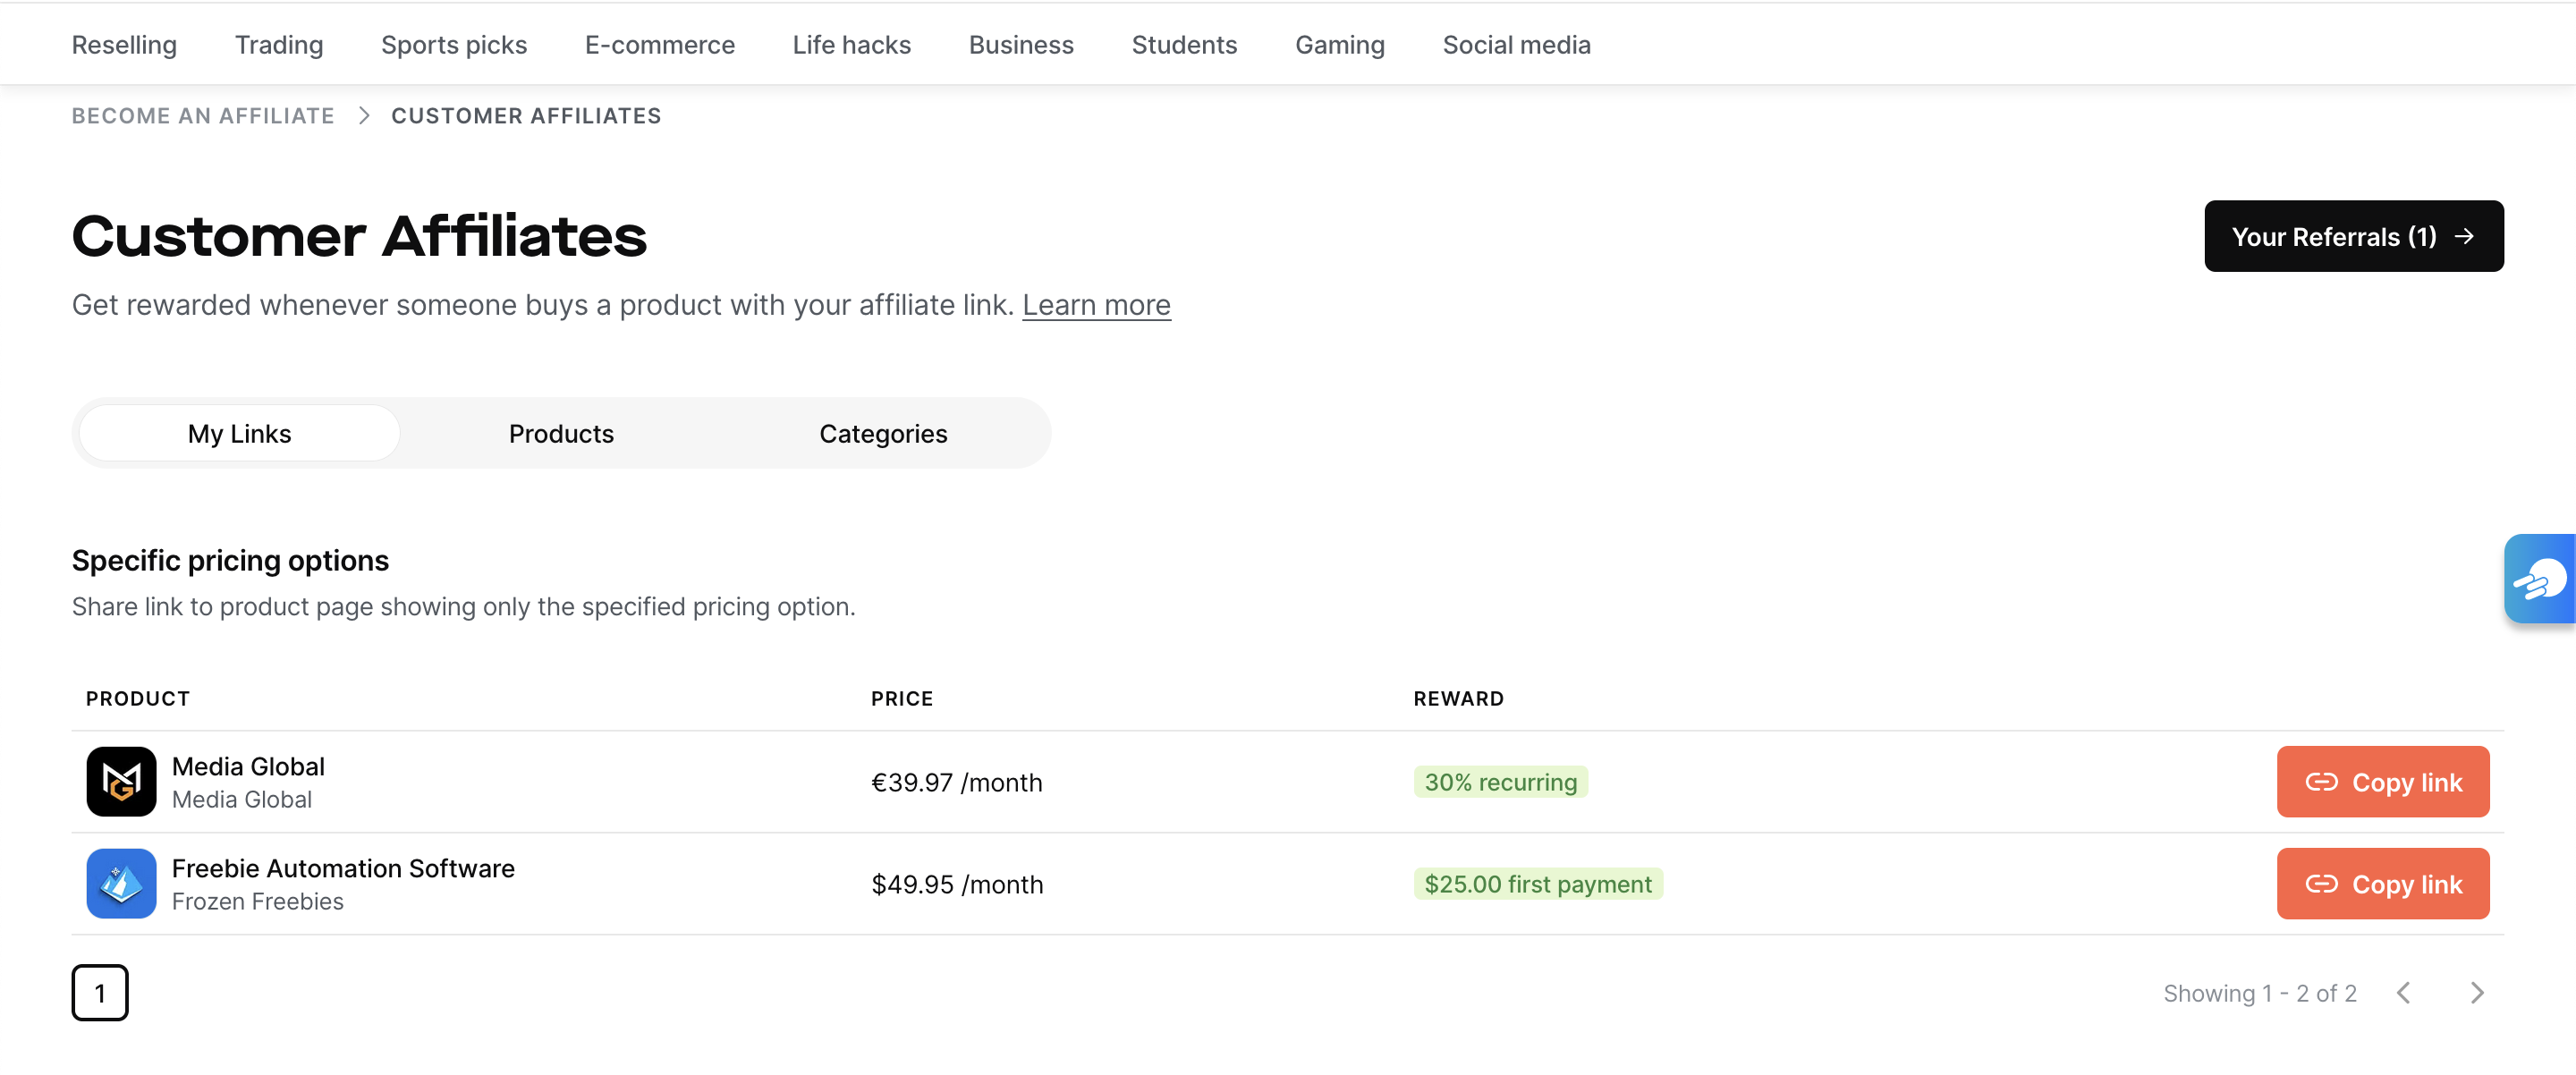 Reselling Trading Sports picks E-commerce Life hacks Business Students Gaming Social media
BECOME AN AFFILIATE > CUSTOMER AFFILIATES
Customer Affiliates
Your Referrals (1) →
Get rewarded whenever someone buys a product with your affiliate link. Learn more
My Links Products Categories
Specific pricing options
Share link to product page showing only the specified pricing option.
PRODUCT PRICE REWARD
Media Global
Media Global
€39.97 /month
30% recurring
Copy link
Freebie Automation Software
Frozen Freebies
$49.95 /month
$25.00 first payment
Copy link
1
Showing 1 - 2 of 2